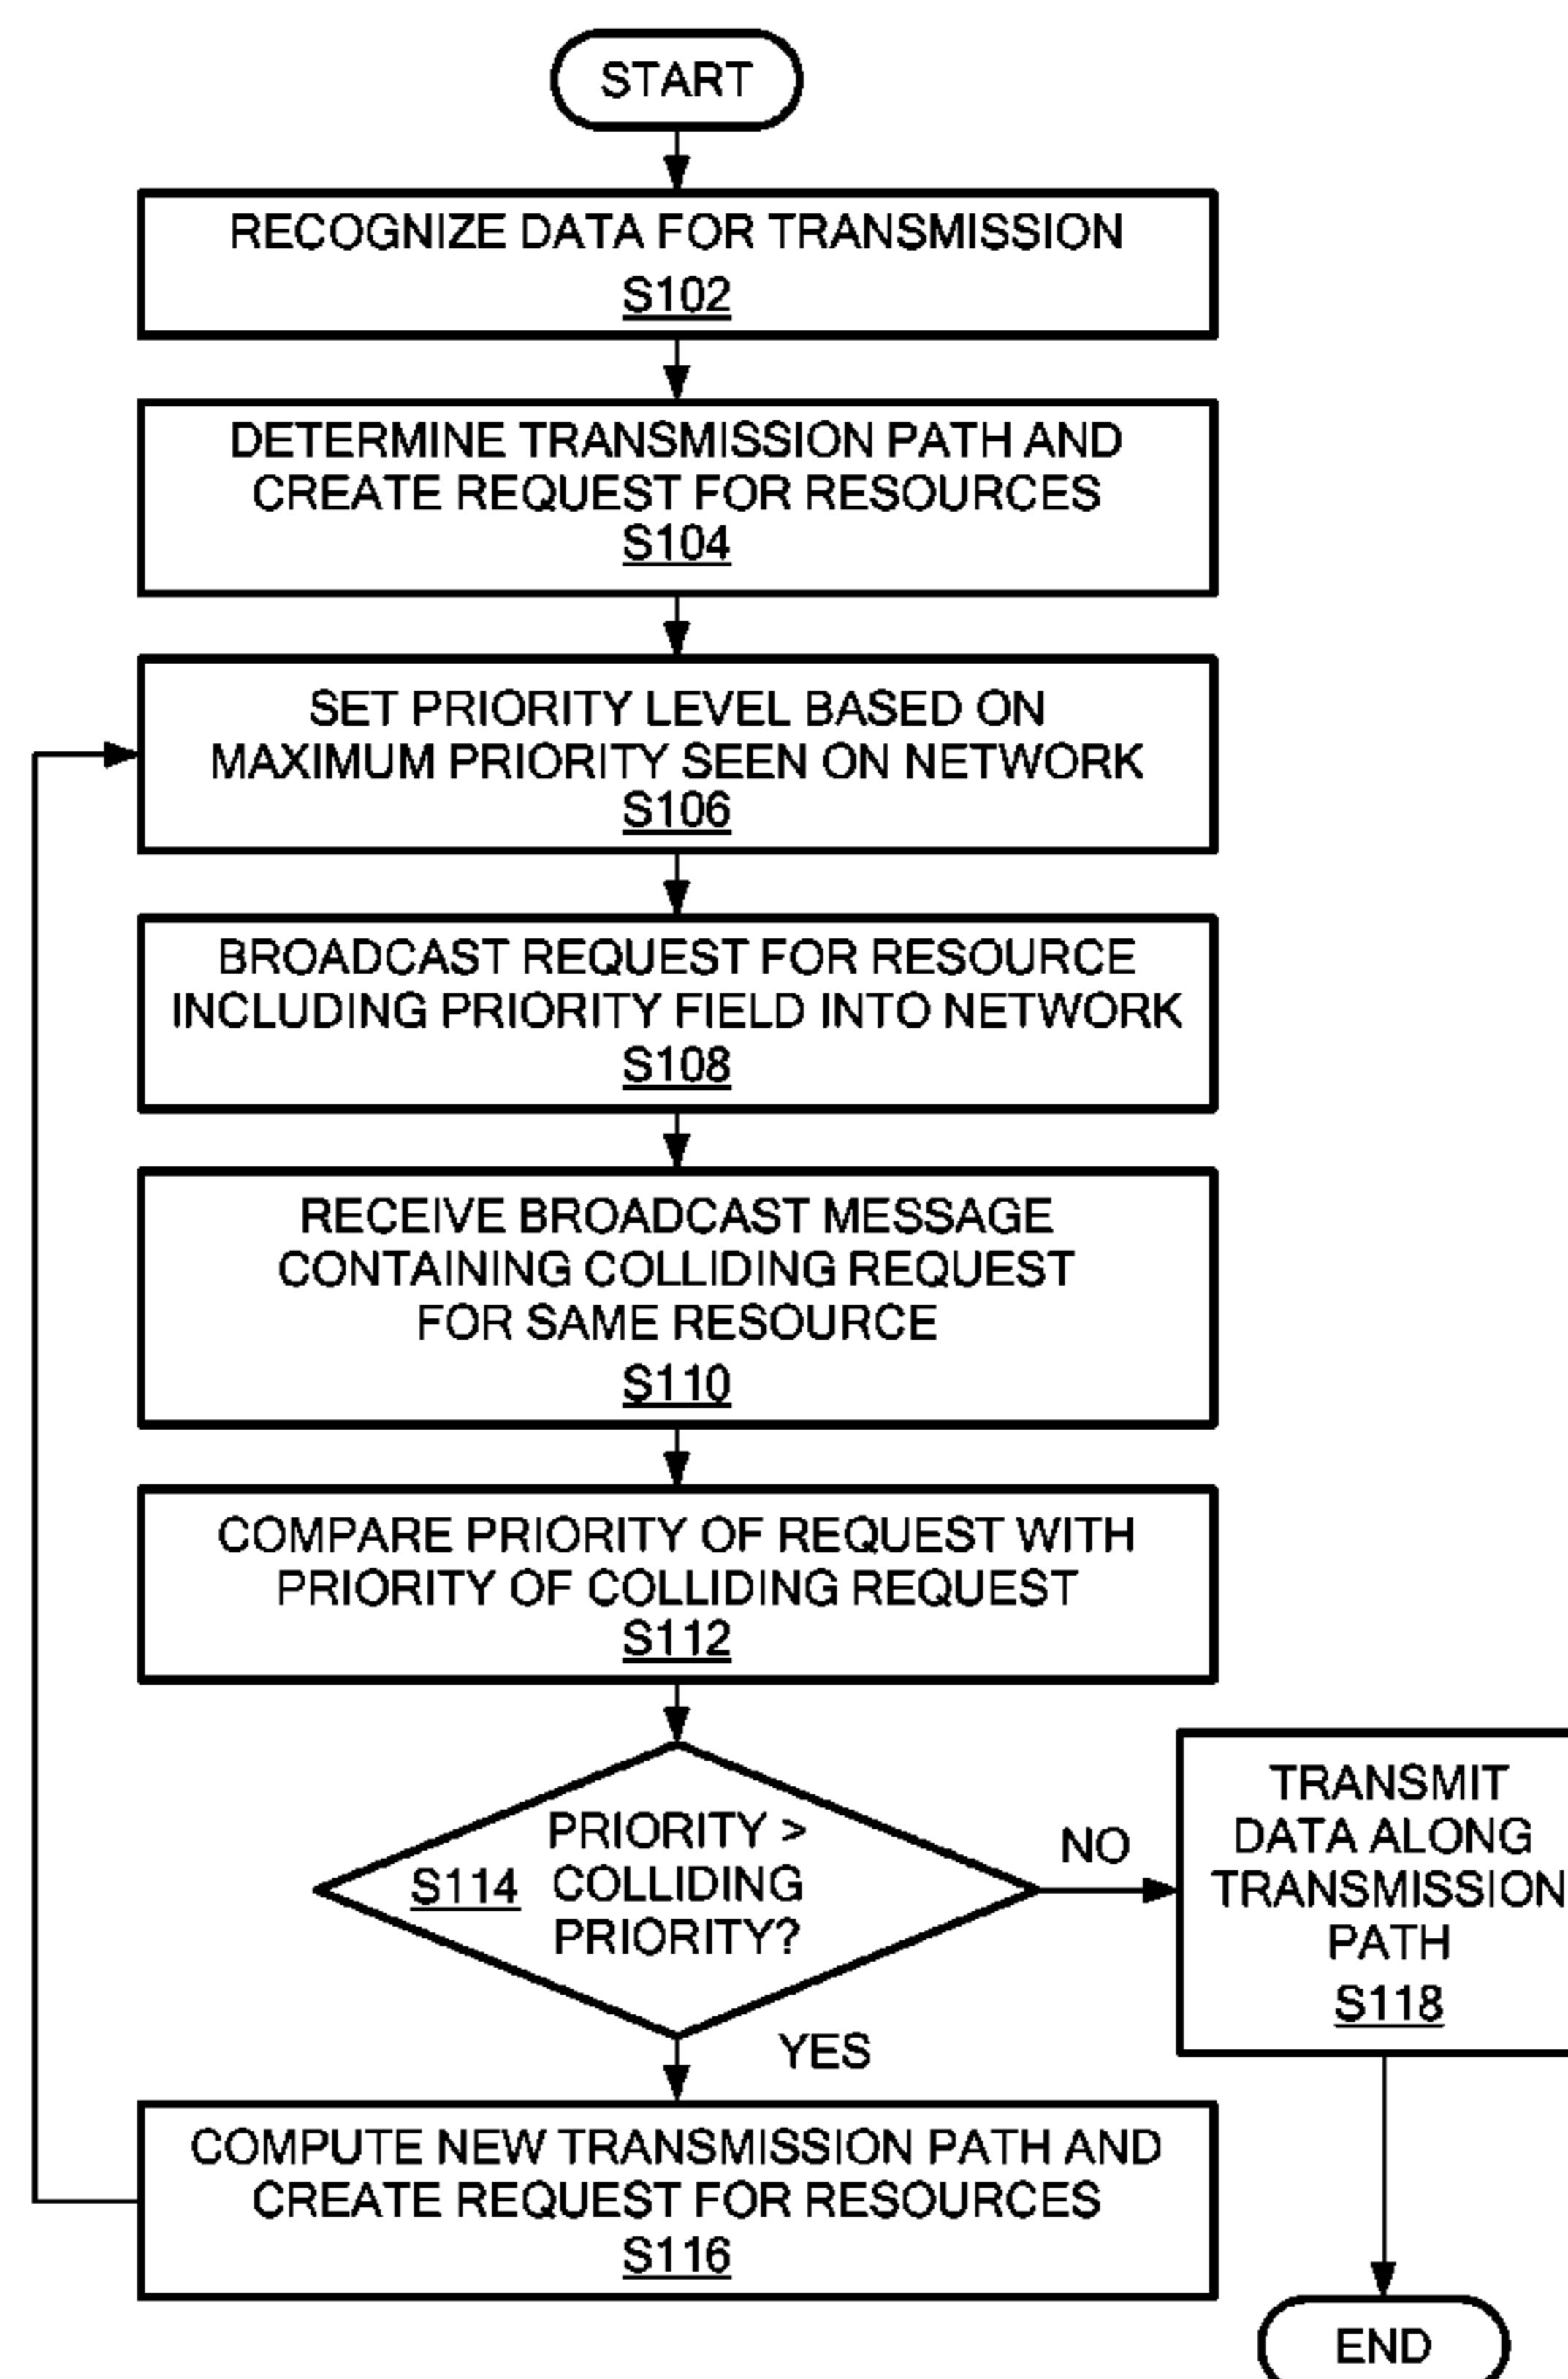 START
RECOGNIZE DATA FOR TRANSMISSION
S102
DETERMINE TRANSMISSION PATH AND
CREATE REQUEST FOR RESOURCES
S104
SET PRIORITY LEVEL BASED ON
MAXIMUM PRIORITY SEEN ON NETWORK
S106
BROADCAST REQUEST FOR RESOURCE
INCLUDING PRIORITY FIELD INTO NETWORK
S108
RECEIVE BROADCAST MESSAGE
CONTAINING COLLIDING REQUEST
FOR SAME RESOURCE
S110
COMPARE PRIORITY OF REQUEST WITH
PRIORITY OF COLLIDING REQUEST
S112
PRIORITY >
COLLIDING
PRIORITY?
S114
NO
TRANSMIT
DATA ALONG
TRANSMISSION
PATH
S118
YES
COMPUTE NEW TRANSMISSION PATH AND
CREATE REQUEST FOR RESOURCES
S116
END